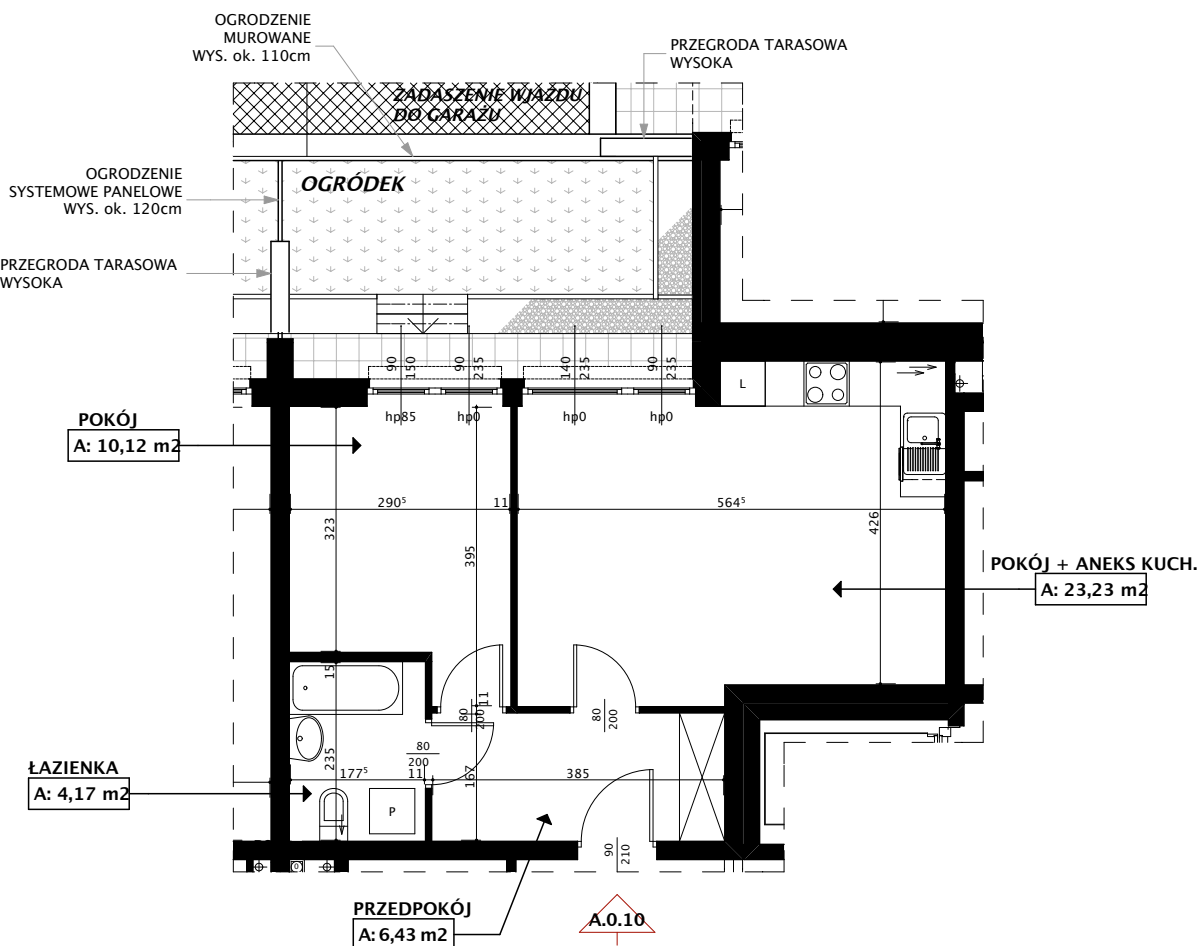 OGRODZENIE
MUROWANE
WYS. ok. 110cm
PRZEGRODA TARASOWA
WYSOKA
ZADASZENIE WJAZDU
DO GARAŻU
OGRODZENIE
SYSTEMOWE PANELOWE
WYS. ok. 120cm
OGRÓDEK
PRZEGRODA TARASOWA
WYSOKA
90
150
90
235
140
235
90
235
L
hp85
hp0
hp0
hp0
POKÓJ
A: 10,12 m2
290⁵
11
564⁵
323
395
426
POKÓJ + ANEKS KUCH.
A: 23,23 m2
15
11
80
200
80
200
80
200
235
177⁵
11
167
385
ŁAZIENKA
A: 4,17 m2
P
90
210
PRZEDPOKÓJ
A: 6,43 m2
A.0.10